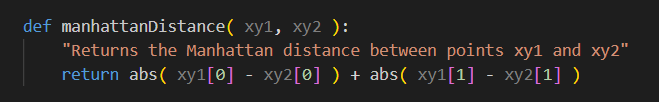 def manhattanDistance( xy1, xy2 ):
    "Returns the Manhattan distance between points xy1 and xy2"
    return abs( xy1[0] - xy2[0] ) + abs( xy1[1] - xy2[1] )